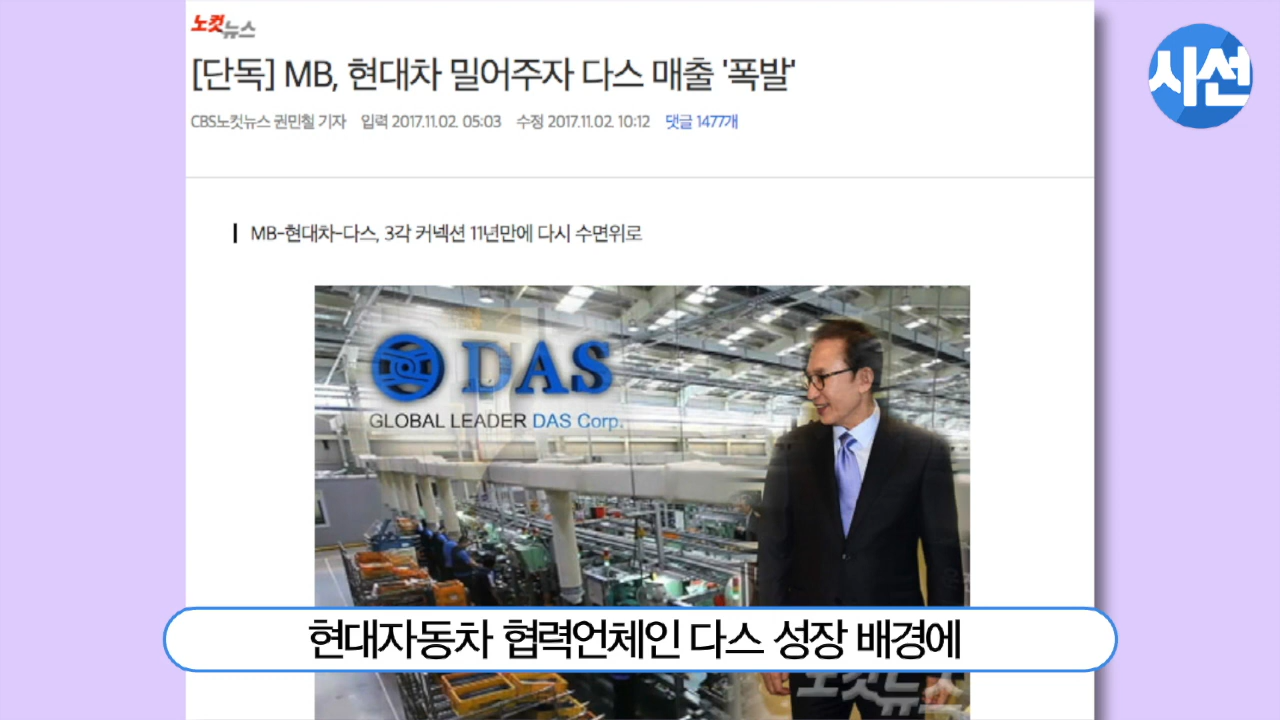 노컷뉴스
시선
[단독] MB, 현대차 밀어주자 다스 매출 '폭발'
CBS노컷뉴스 권민철 기자 입력 2017.11.02. 05:03 수정 2017.11.02. 10:12 댓글 1477개
MB-현대차-다스, 3각 커넥션 11년만에 다시 수면위로
DAS
GLOBAL LEADER DAS Corp.
현대자동차 협력언체인 다스 성장 배경에
노컷뉴스